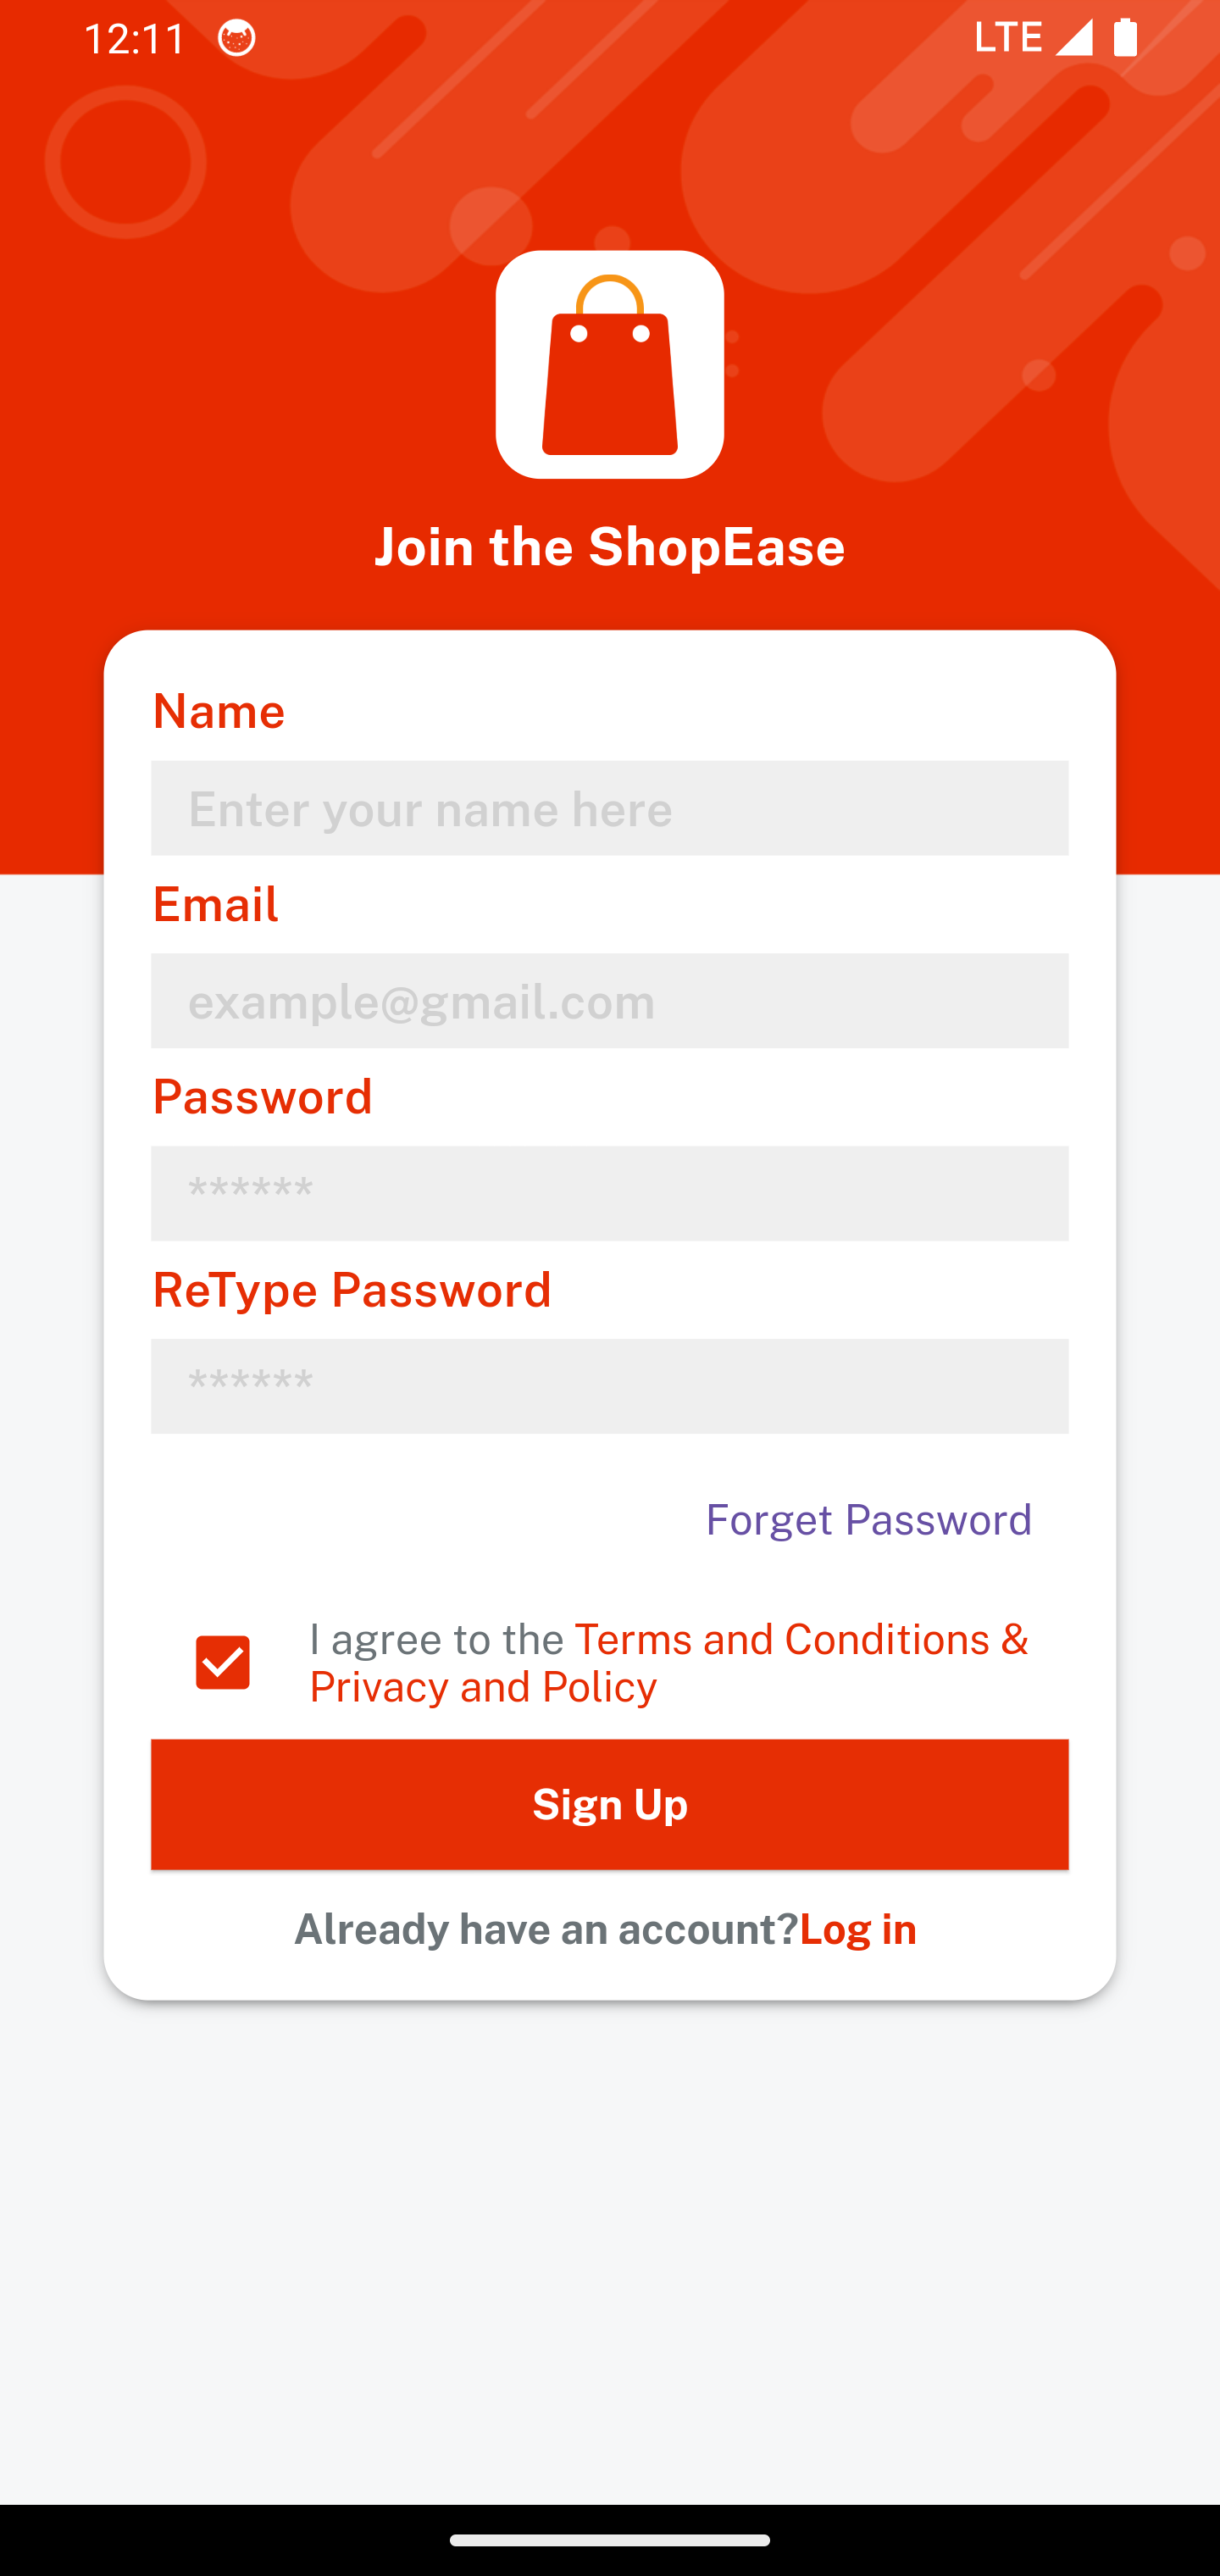 12:11 LTE
Join the ShopEase
Name
Enter your name here
Email
example@gmail.com
Password
******
ReType Password
******
Forget Password
I agree to the Terms and Conditions &
Privacy and Policy
Sign Up
Already have an account?Log in